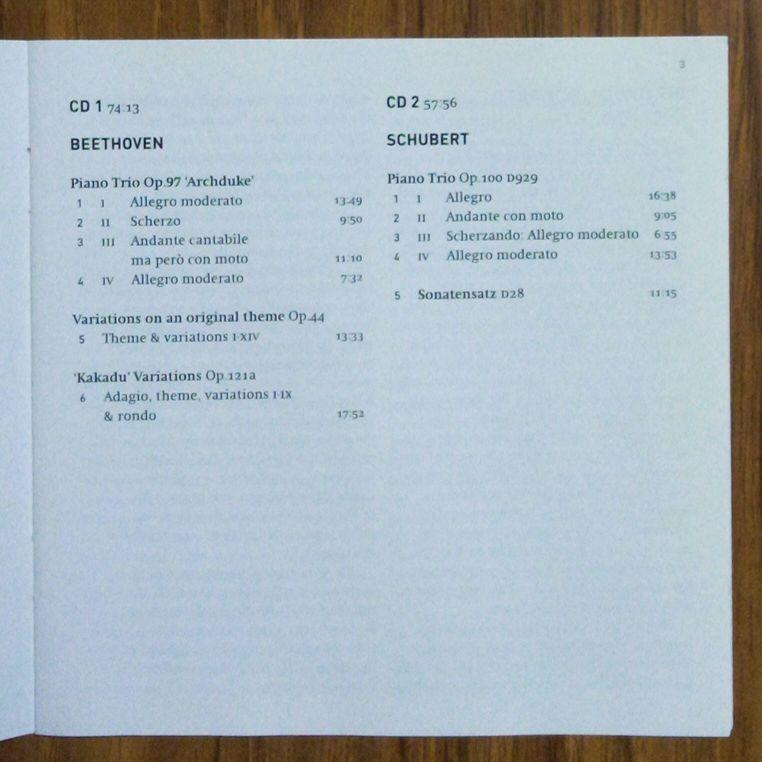 3
CD 1 74:13
BEETHOVEN
Piano Trio Op.97 ‘Archduke’
1 I Allegro moderato 13:49
2 II Scherzo 9:50
3 III Andante cantabile
ma però con moto 11:10
4 IV Allegro moderato 7:32
Variations on an original theme Op.44
5 Theme & variations I-XIV 13:33
‘Kakadu’ Variations Op.121a
6 Adagio, theme, variations I-IX
& rondo 17:52
CD 2 57:56
SCHUBERT
Piano Trio Op.100 D929
1 I Allegro 16:38
2 II Andante con moto 9:05
3 III Scherzando: Allegro moderato 6:55
4 IV Allegro moderato 13:53
5 Sonatensatz D28 11:15